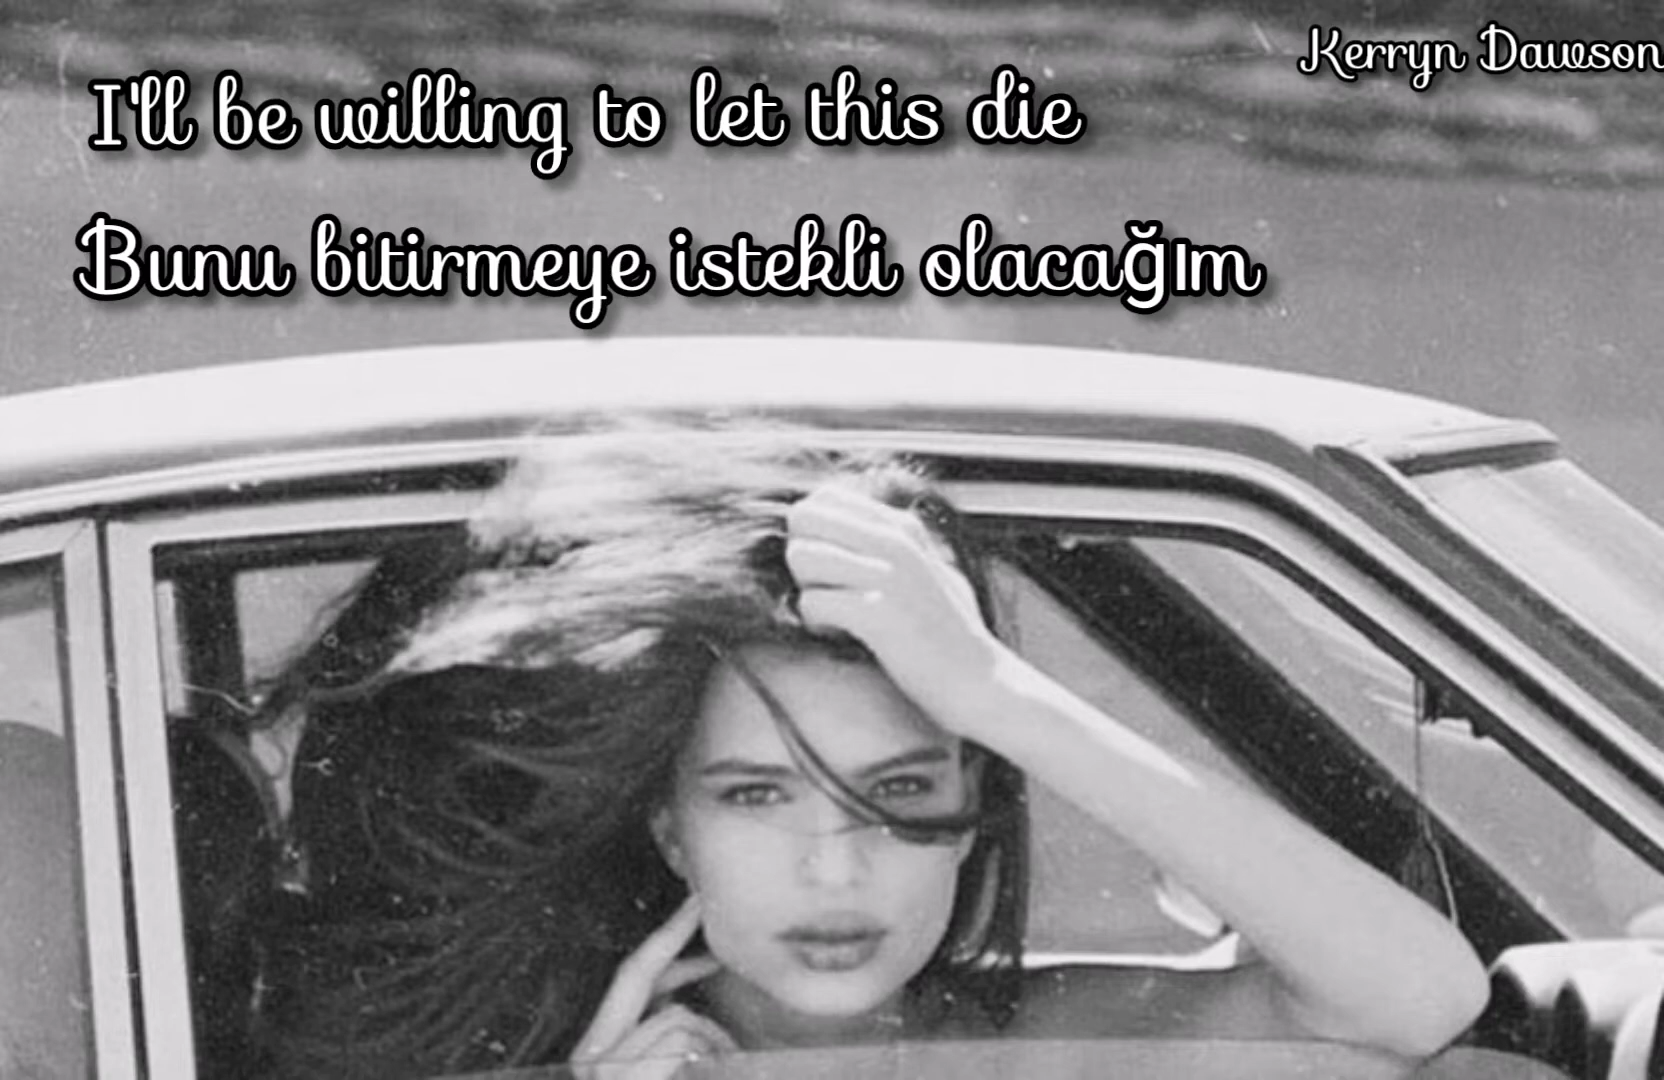 Kerryn Dawson
I'll be willing to let this die
Bunu bitirmeye istekli olacağım